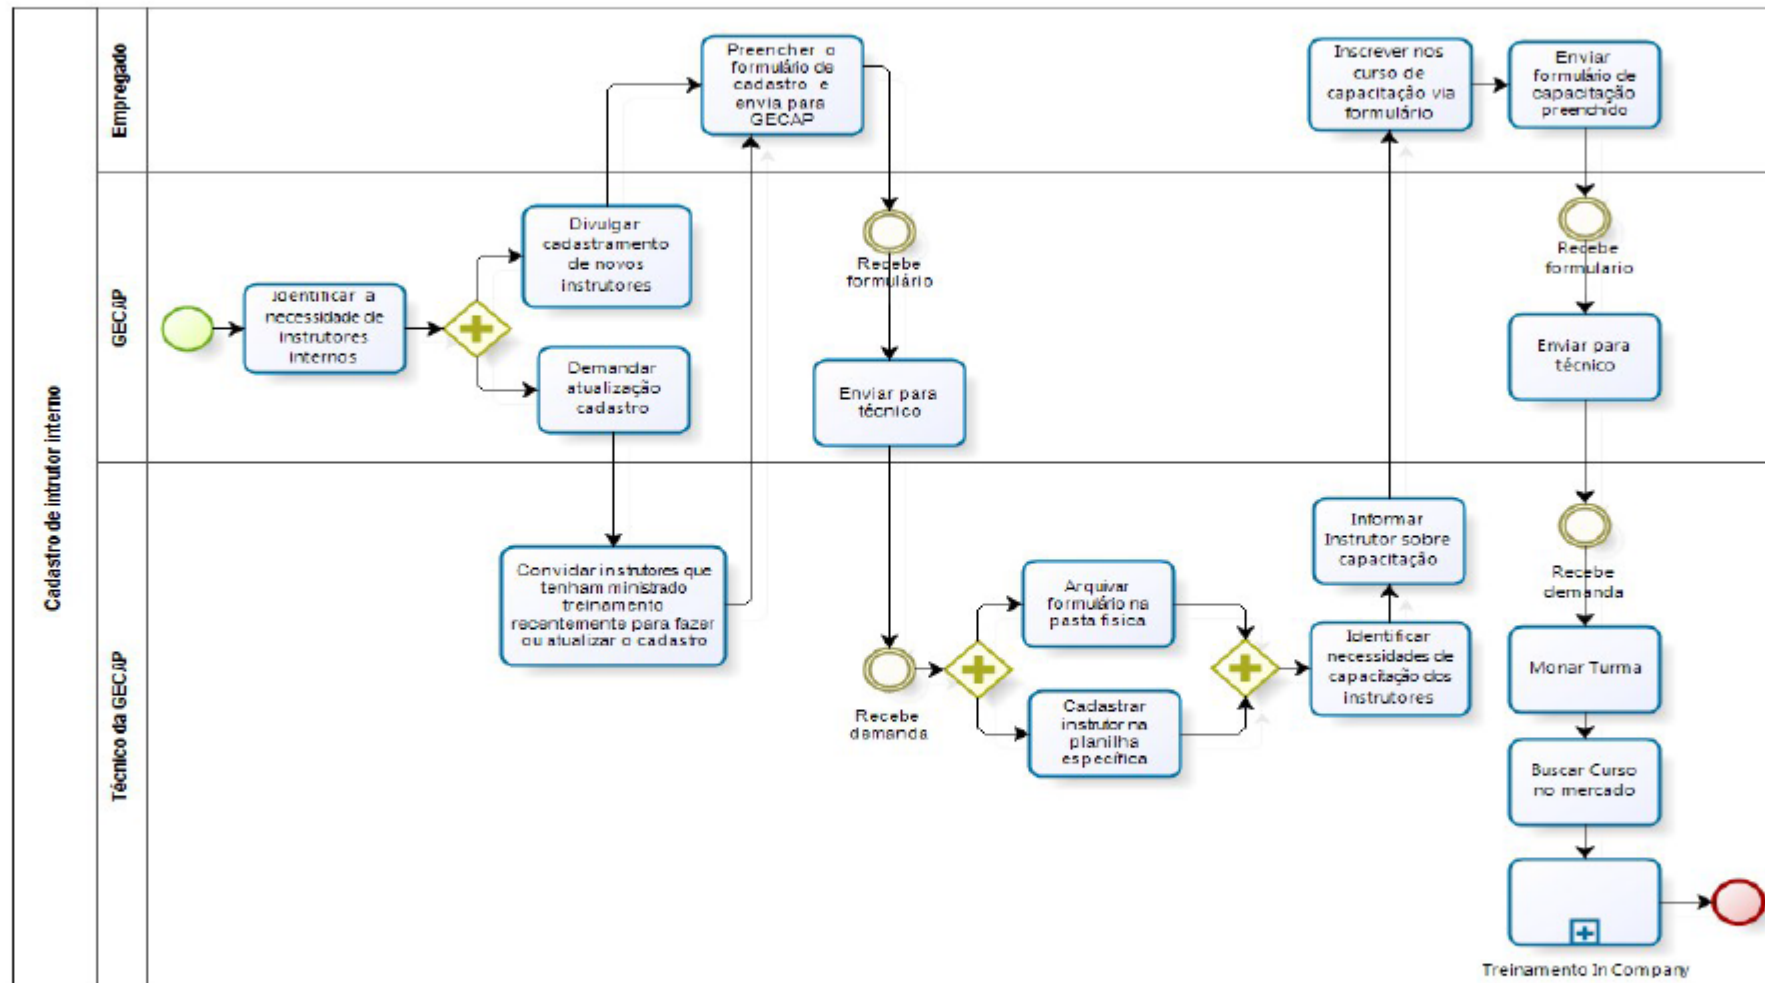 Cadastro de intrutor interno
Empregado
GECAP
Técnico da GECAP
Identificar a
necessidade de
instrutores
internos
Divulgar
cadastramento
de novos
instrutores
Demandar
atualização
cadastro
Convidar instrutores que
tenham ministrado
treinamento
recentemente para fazer
ou atualizar o cadastro
Preencher o
formulário de
cadastro e
envia para
GECAP
Recebe
formulário
Enviar para
técnico
Recebe
demanda
Arquivar
formulário na
pasta física
Cadastrar
instrutor na
planilha
específica
Identificar
necessidades de
capacitação dos
instrutores
Informar
Instrutor sobre
capacitação
Inscrever nos
curso de
capacitação via
formulário
Enviar
formulário de
capacitação
preenchido
Recebe
formulario
Enviar para
técnico
Recebe
demanda
Monar Turma
Buscar Curso
no mercado
Treinamento In Company